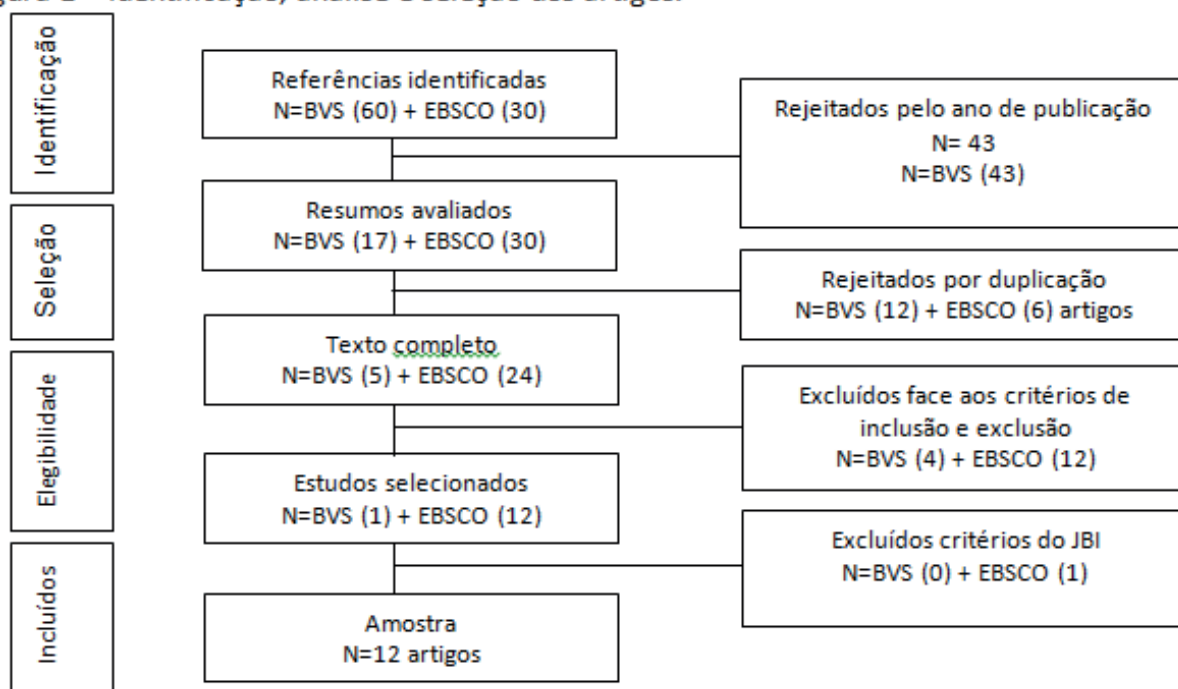 Identificação
Referências identificadas
N=BVS (60) + EBSCO (30)
Rejeitados pelo ano de publicação
N= 43
N=BVS (43)
Seleção
Resumos avaliados
N=BVS (17) + EBSCO (30)
Rejeitados por duplicação
N=BVS (12) + EBSCO (6) artigos
Texto completo
N=BVS (5) + EBSCO (24)
Elegibilidade
Excluídos face aos critérios de
inclusão e exclusão
N=BVS (4) + EBSCO (12)
Estudos selecionados
N=BVS (1) + EBSCO (12)
Excluídos critérios do JBI
N=BVS (0) + EBSCO (1)
Incluídos
Amostra
N=12 artigos